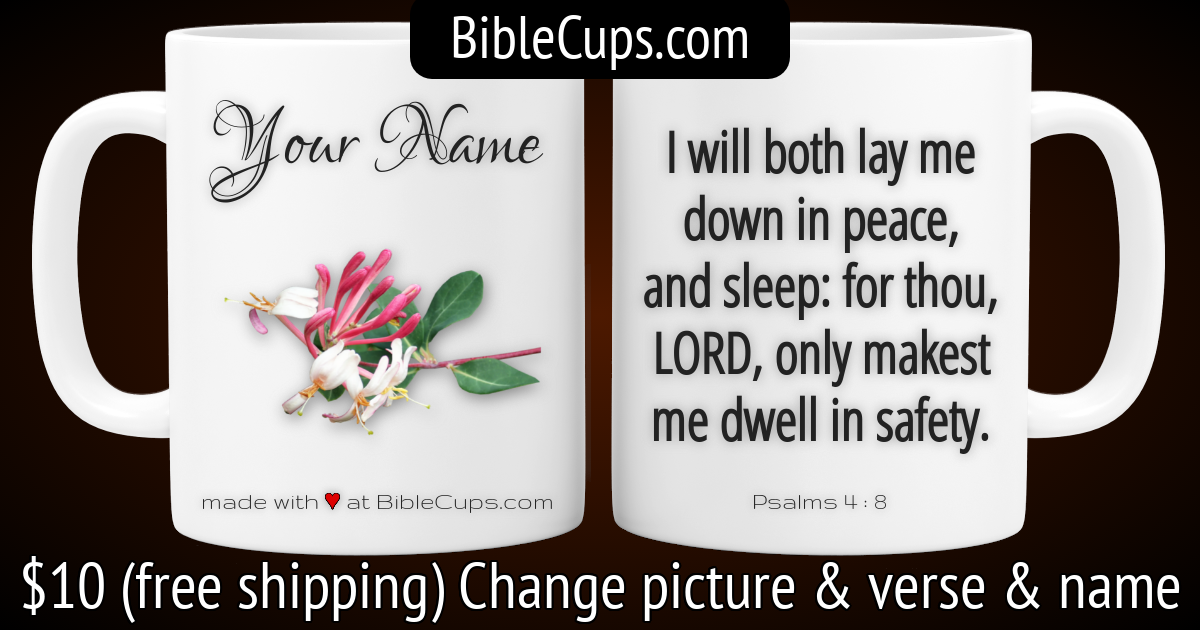 BibleCups.com
Your Name
made with ♥ at BibleCups.com
I will both lay me
down in peace,
and sleep: for thou,
LORD, only makest
me dwell in safety.
Psalms 4 : 8
$10 (free shipping) Change picture & verse & name